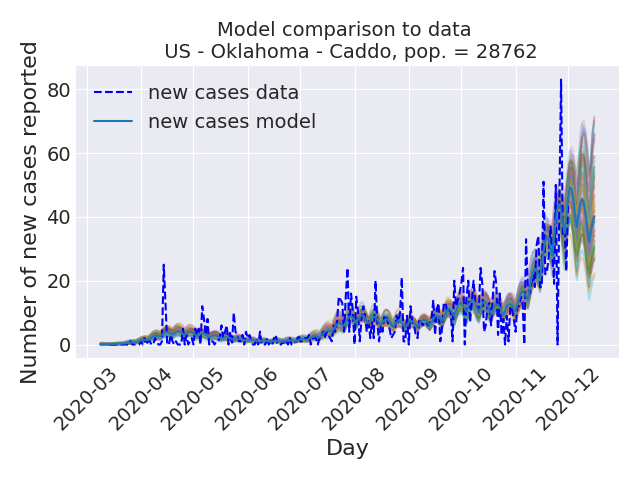 Model comparison to data
US - Oklahoma - Caddo, pop. = 28762
Number of new cases reported
80
60
40
20
0
new cases data
new cases model
2020-03
2020-04
2020-05
2020-06
2020-07
2020-08
2020-09
2020-10
2020-11
2020-12
Day